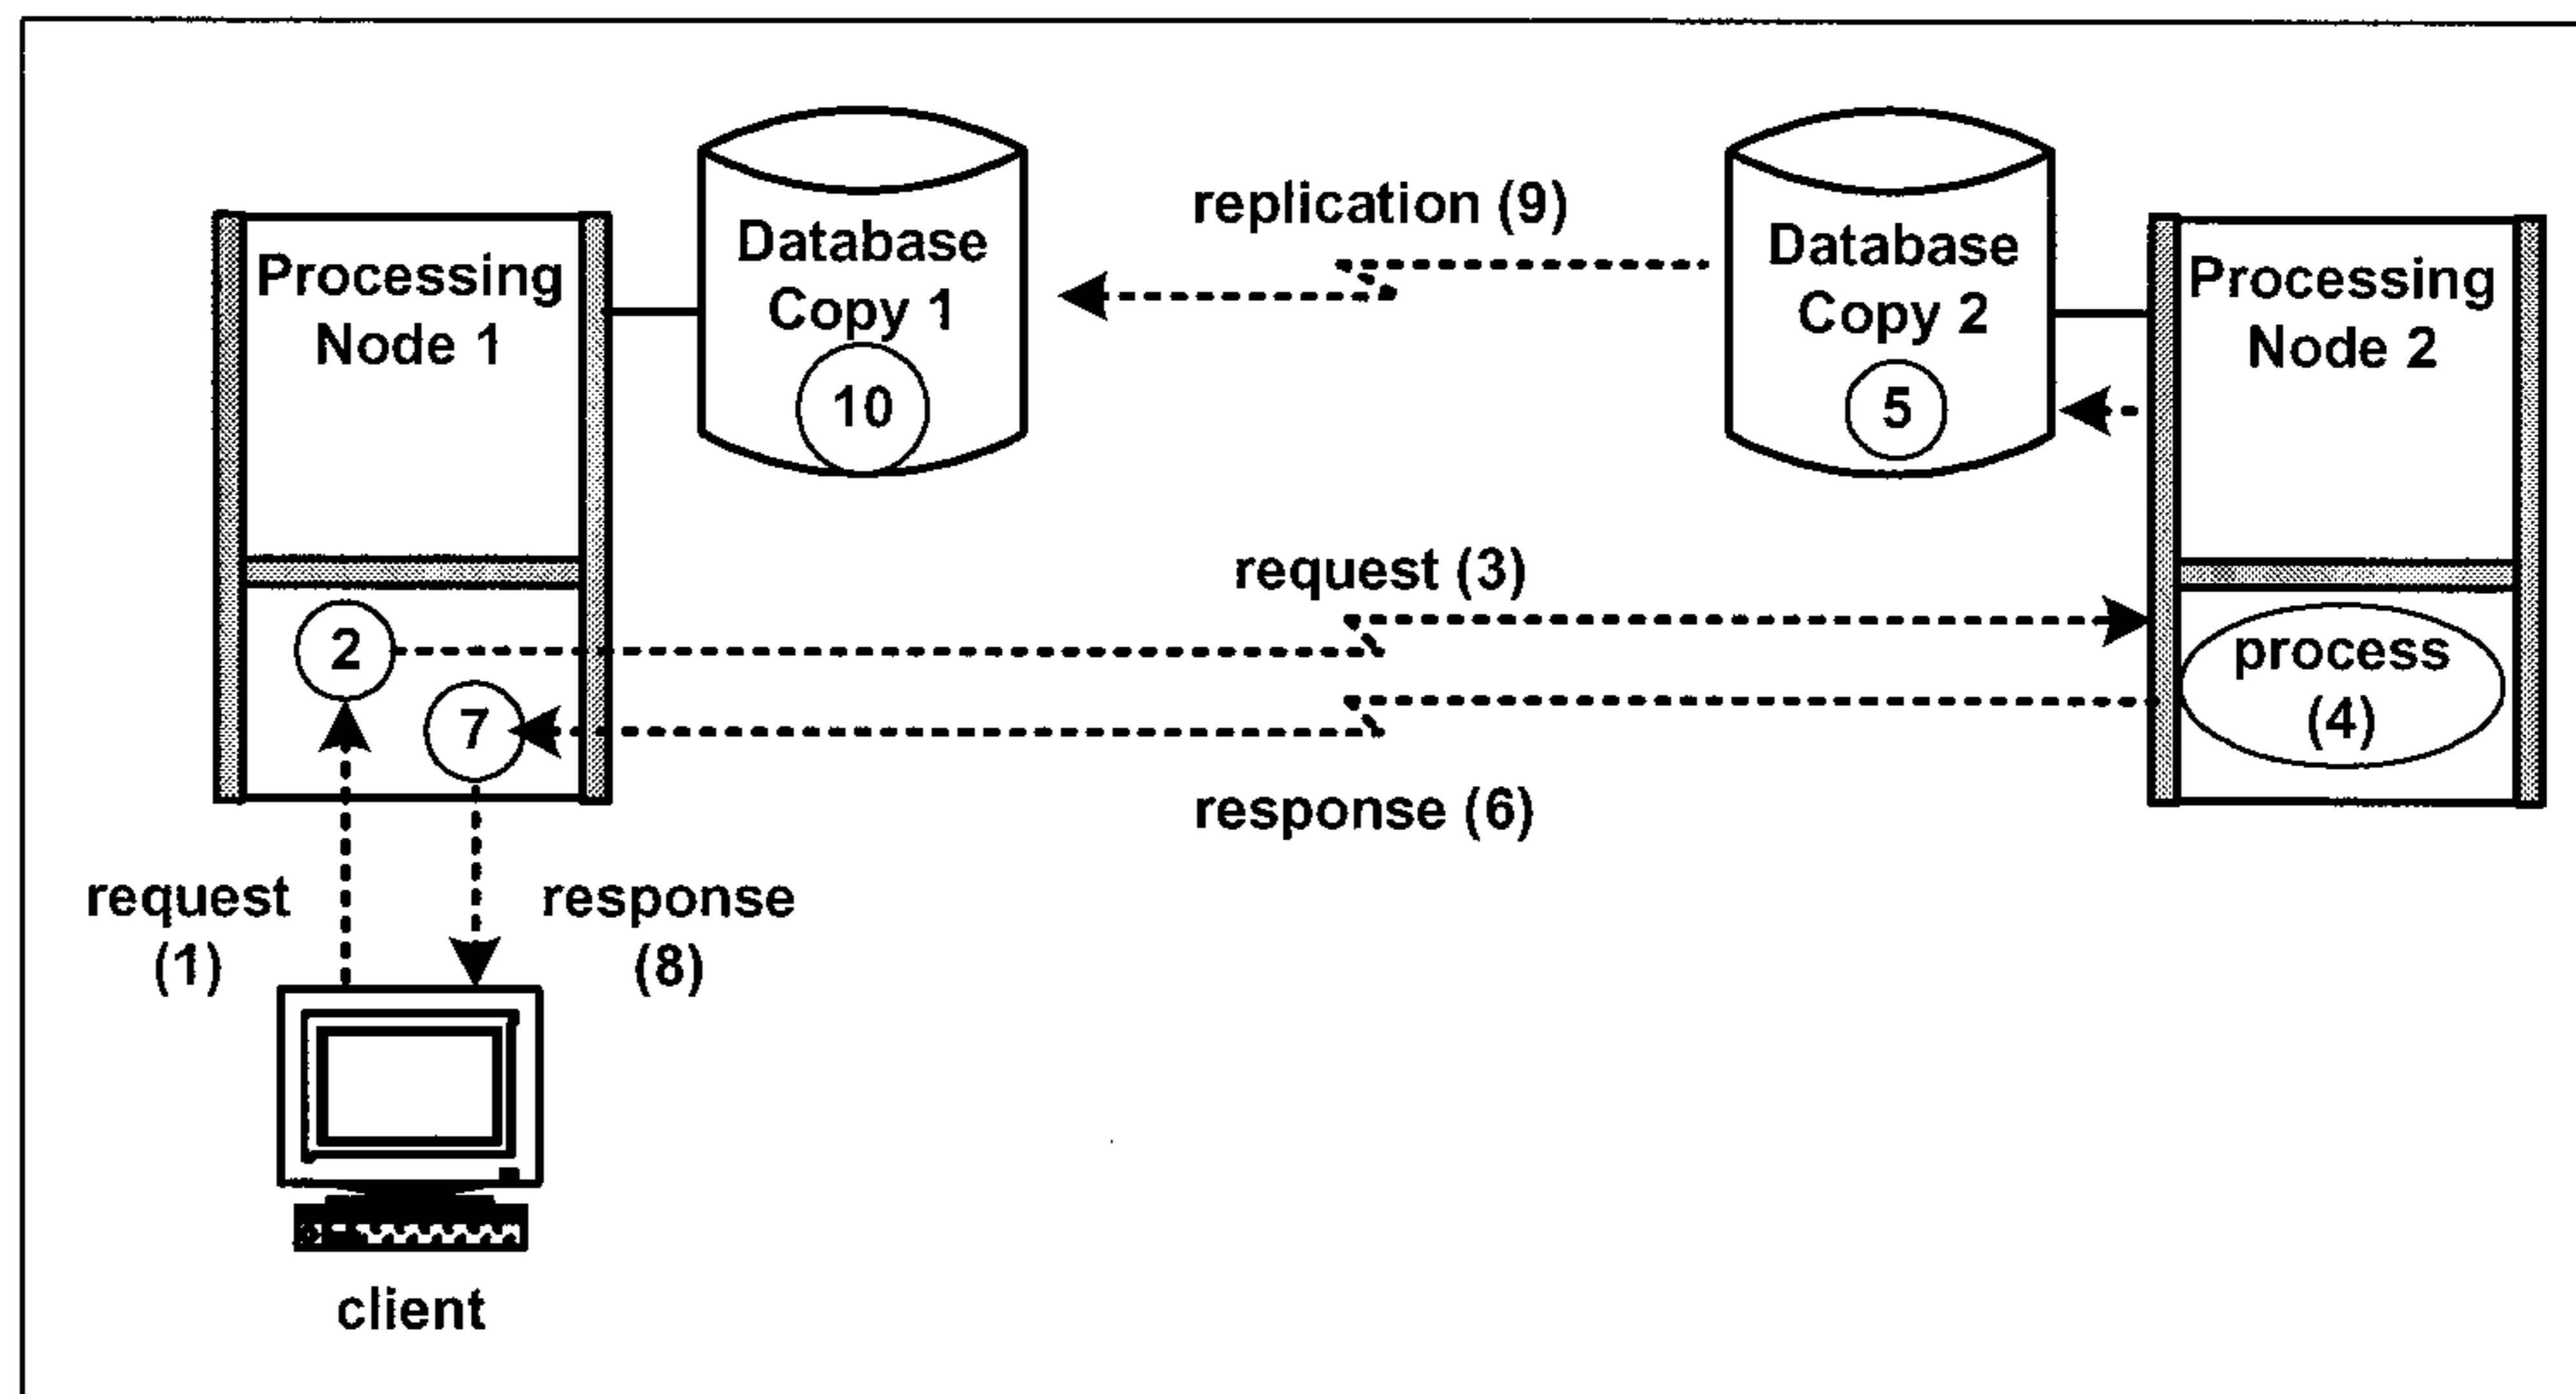 replication (9)
Database
Copy 1
10
Database
Copy 2
5
Processing
Node 1
Processing
Node 2
request (3)
2
7
process
(4)
response (6)
request
(1)
response
(8)
client